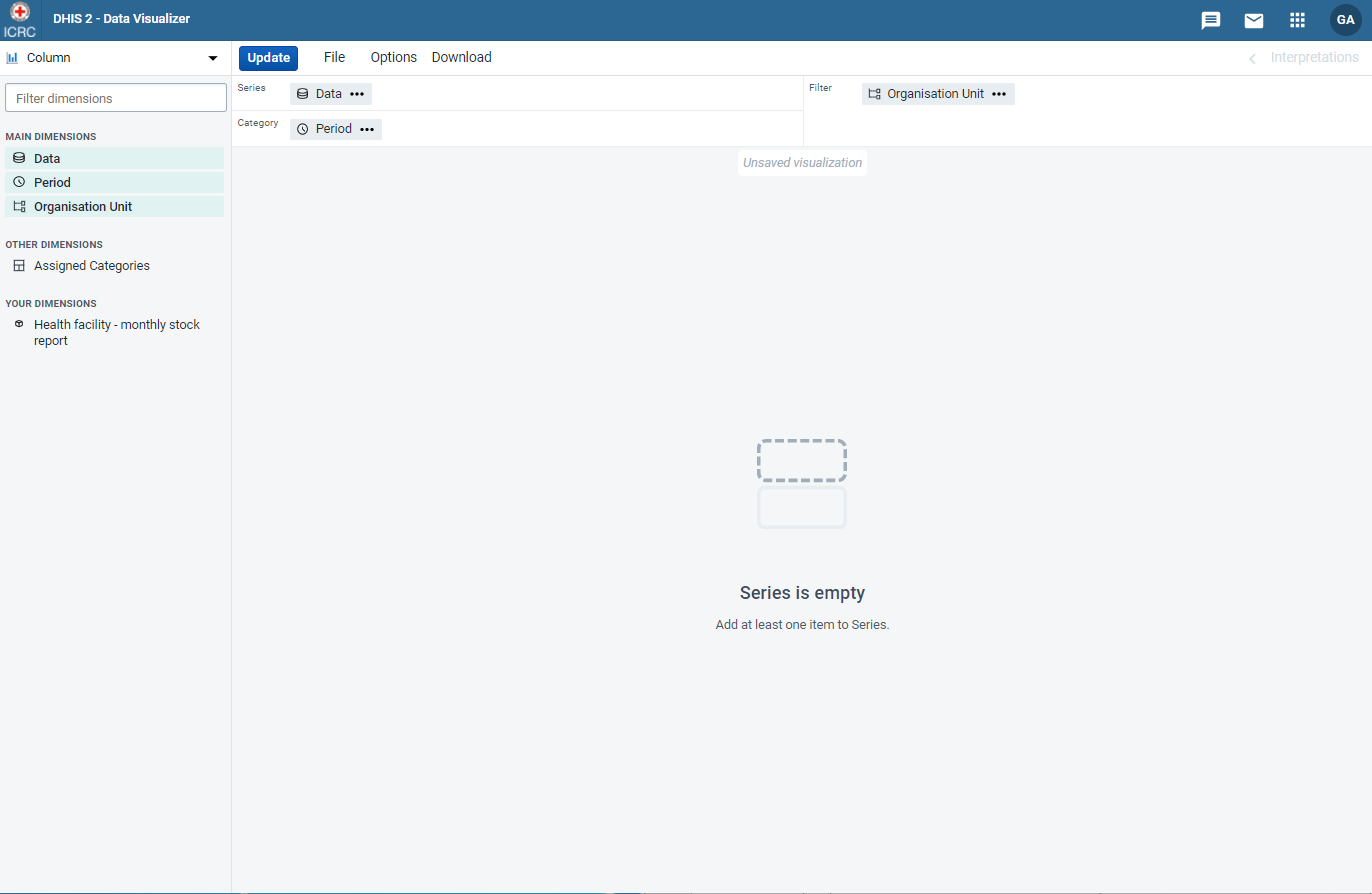 ICRC
DHIS 2 - Data Visualizer
GA
Column
Update
File
Options
Download
Interpretations
Filter dimensions
MAIN DIMENSIONS
Data
Period
Organisation Unit
OTHER DIMENSIONS
Assigned Categories
YOUR DIMENSIONS
Health facility - monthly stock
report
Series
Data
Category
Period
Filter
Organisation Unit
Unsaved visualization
Series is empty
Add at least one item to Series.